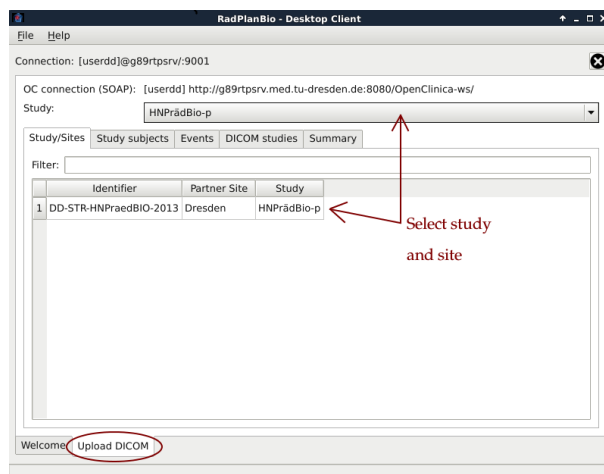 RadPlanBio - Desktop Client
File Help
Connection: [userdd]@g89rtpsrv/:9001
OC connection (SOAP): [userdd] http://g89rtpsrv.med.tu-dresden.de:8080/OpenClinica-ws/
Study: HNPrädBio-p
Study/Sites Study subjects Events DICOM studies Summary
Filter:
Identifier Partner Site Study
1 DD-STR-HNPraedBIO-2013 Dresden HNPrädBio-p
Select study
and site
Welcome Upload DICOM